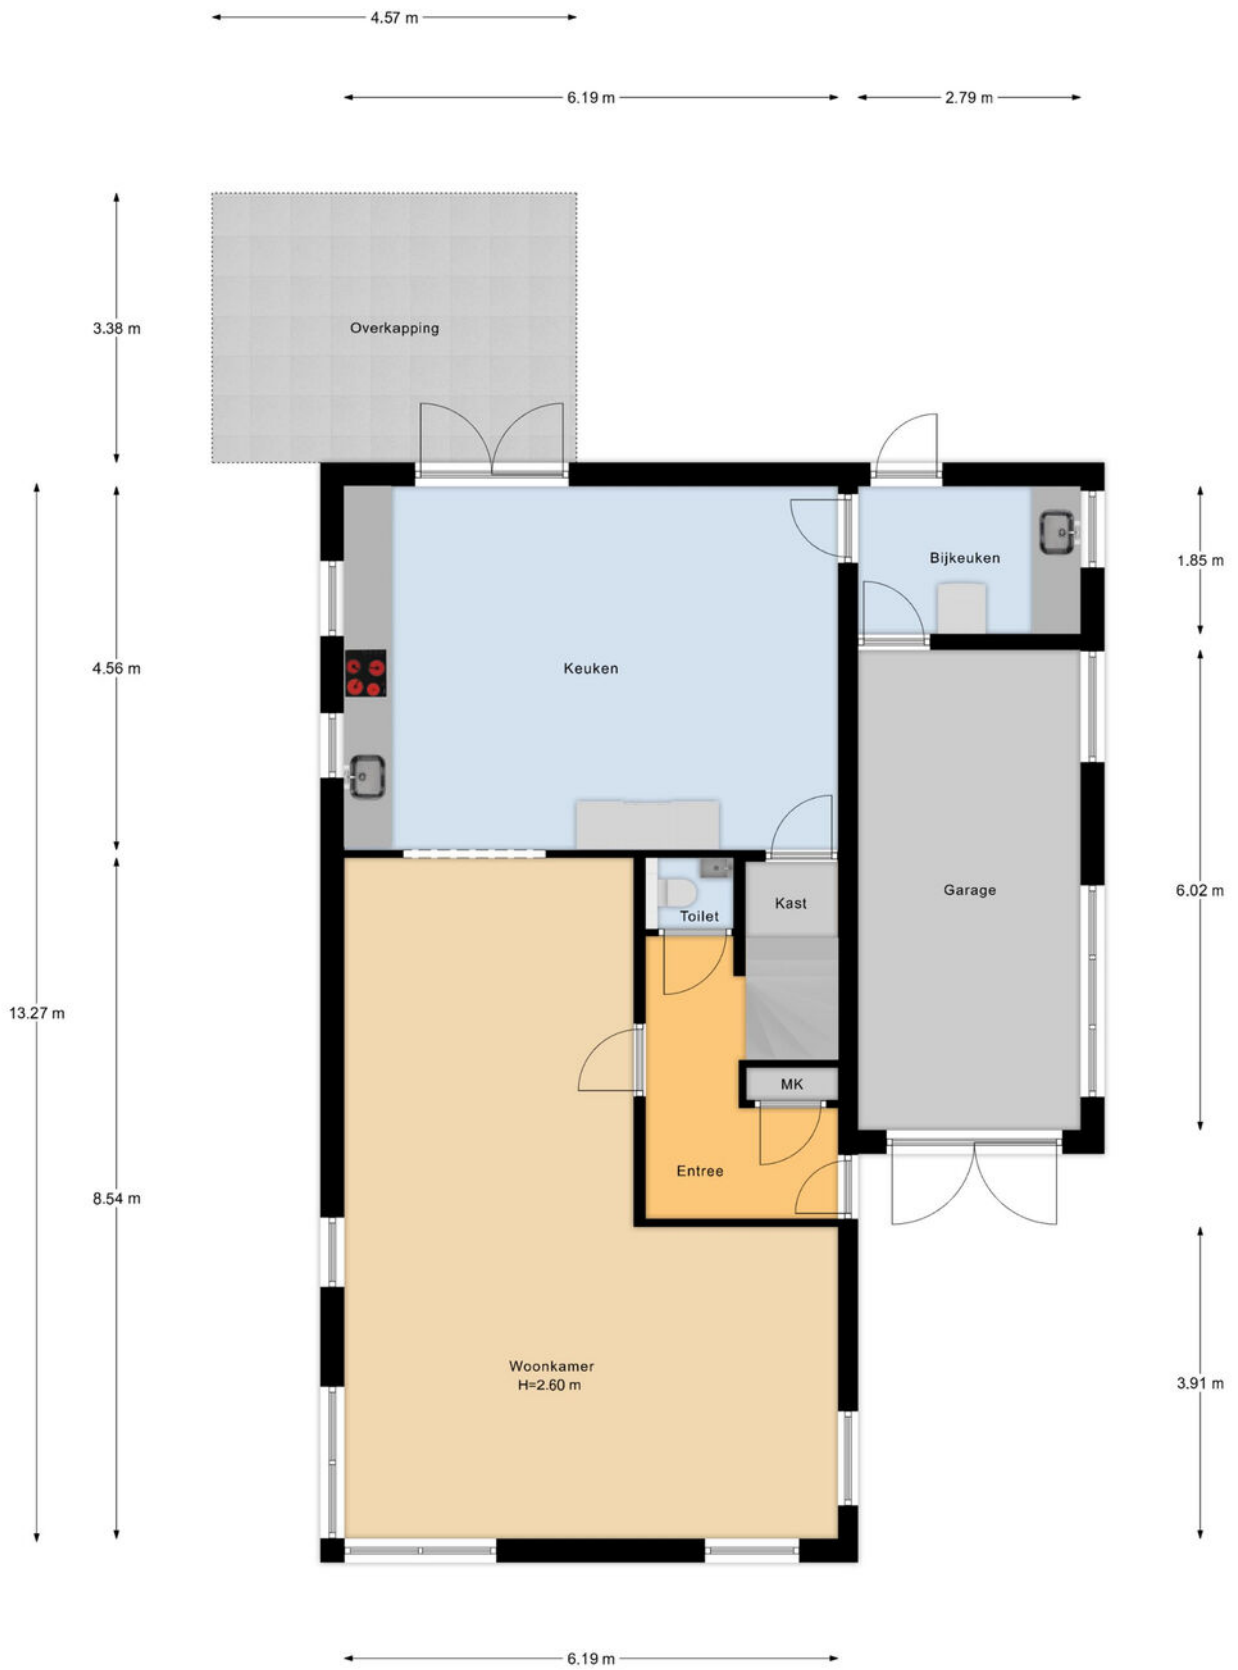 4.57 m
6.19 m
2.79 m
3.38 m
Overkapping
Bijkeuken
1.85 m
4.56 m
Keuken
Garage
6.02 m
Kast
Toilet
13.27 m
MK
Entree
8.54 m
Woonkamer
H=2.60 m
3.91 m
6.19 m